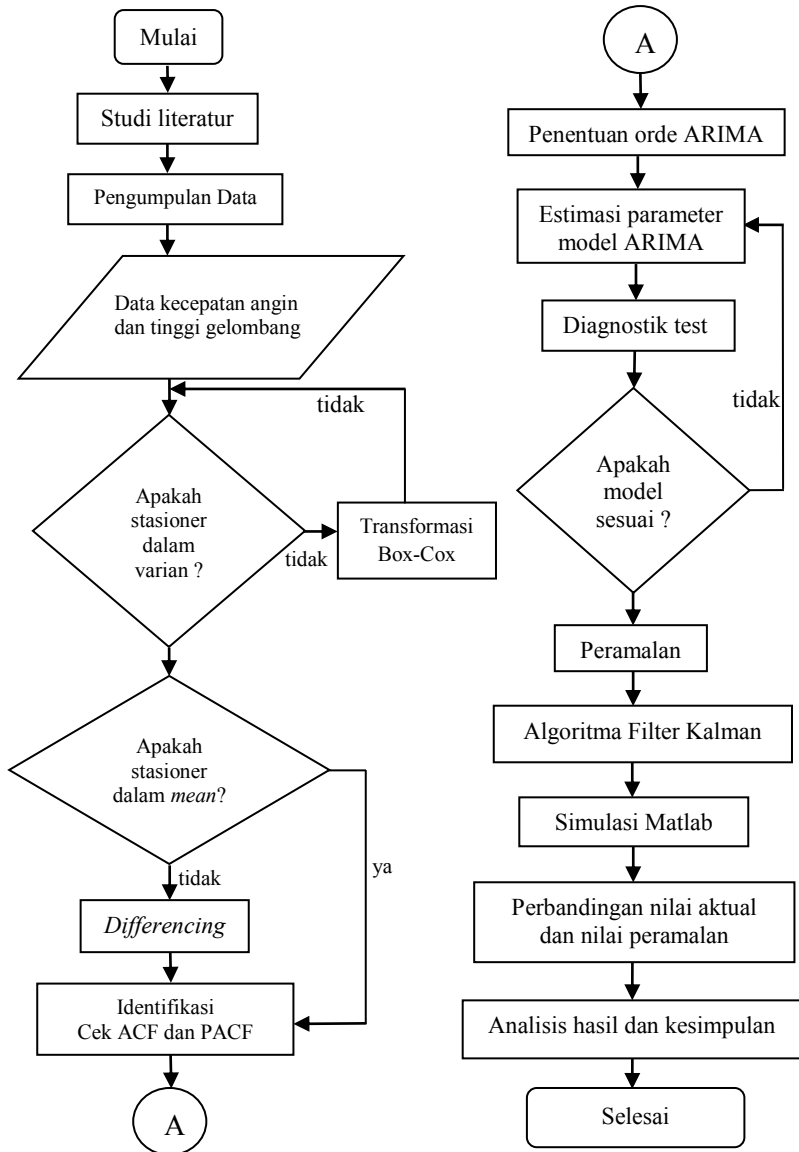 Mulai
Studi literatur
Pengumpulan Data
Data kecepatan angin
dan tinggi gelombang
tidak
Apakah
stasioner
dalam
varian ?
tidak
Transformasi
Box-Cox
Apakah
stasioner
dalam mean?
tidak
ya
Differencing
Identifikasi
Cek ACF dan PACF
A
A
Penentuan orde ARIMA
Estimasi parameter
model ARIMA
Diagnostik test
tidak
Apakah
model
sesuai ?
Peramalan
Algoritma Filter Kalman
Simulasi Matlab
Perbandingan nilai aktual
dan nilai peramalan
Analisis hasil dan kesimpulan
Selesai